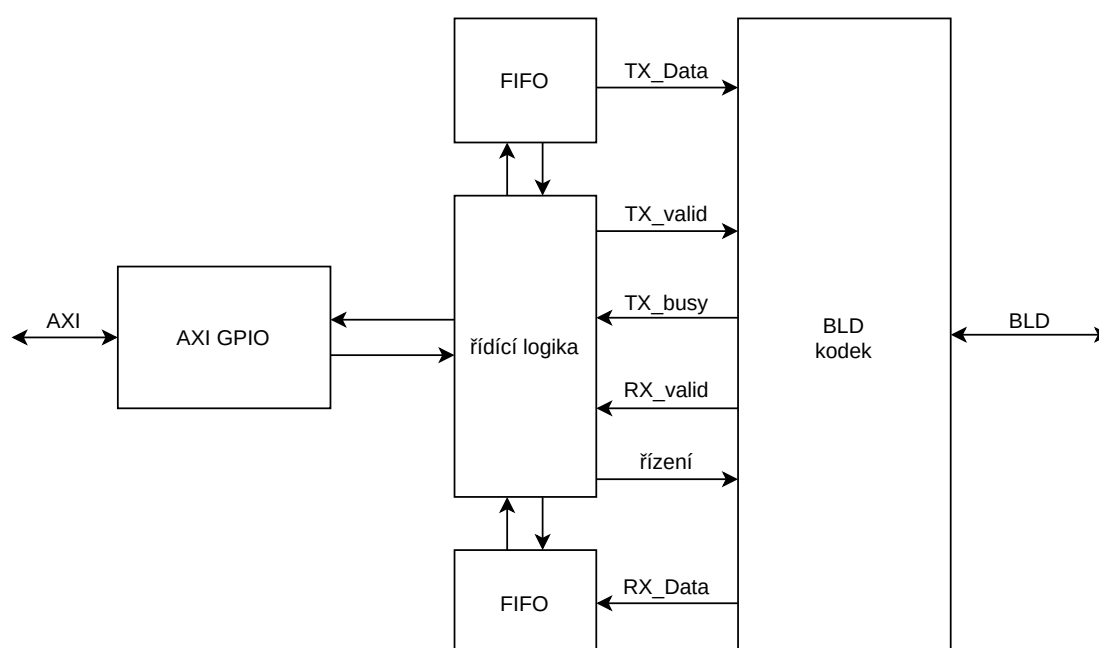 FIFO
TX_Data
TX_valid
AXI
AXI GPIO
řídící logika
TX_busy
BLD
kodek
BLD
RX_valid
řízení
FIFO
RX_Data